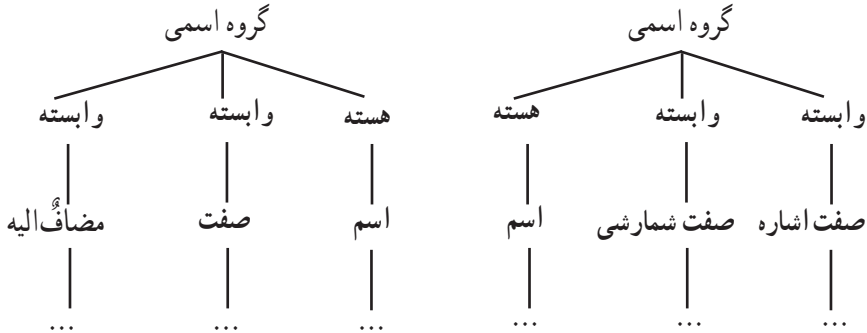 گروه اسمی گروه اسمی
وابسته وابسته هسته هسته وابسته وابسته
صفت اشاره صفت شمارشی اسم اسم صفت مضافٌ‌الیه
... ... ... ... ... ...